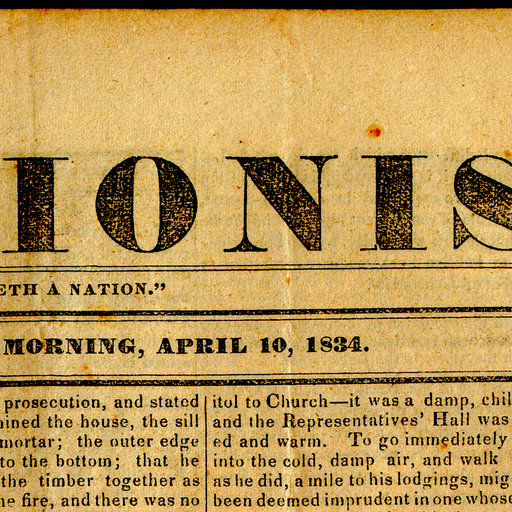 IONIS
ETH A NATION."
MORNING, APRIL 10, 1834.
prosecution, and stated
ined the house, the sill
mortar; the outer edge
to the bottom; that he
the timber together as
e fire, and there was no
itol to Church—it was a damp, chil
and the Representatives' Hall was
ed and warm. To go immediately
into the cold, damp air, and walk
as he did, a mile to his lodgings, mig
been deemed imprudent in one whose